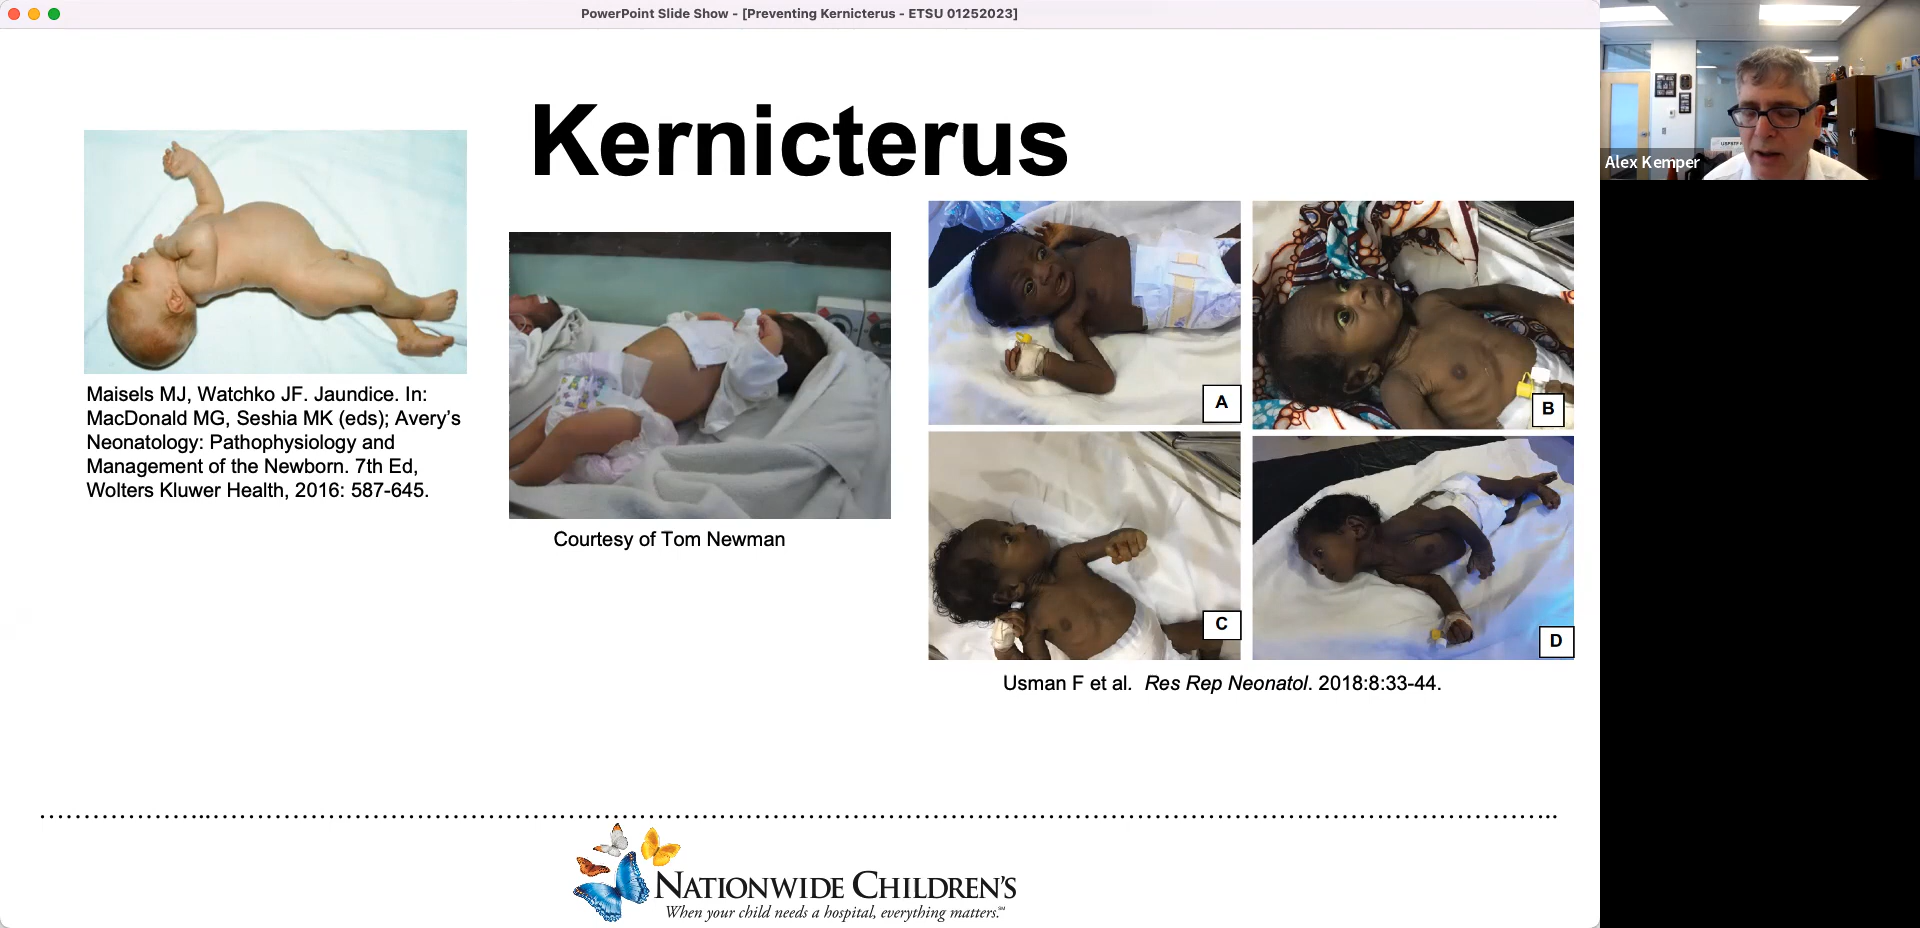 PowerPoint Slide Show - [Preventing Kernicterus - ETSU 01252023]
Kernicterus
Maisels MJ, Watchko JF. Jaundice. In:
MacDonald MG, Seshia MK (eds); Avery's
Neonatology: Pathophysiology and
Management of the Newborn. 7th Ed,
Wolters Kluwer Health, 2016: 587-645.
Courtesy of Tom Newman
A
B
C
D
Usman F et al. Res Rep Neonatol. 2018:8:33-44.
NATIONWIDE CHILDREN'S
When your child needs a hospital, everything matters.℠
Alex Kemper